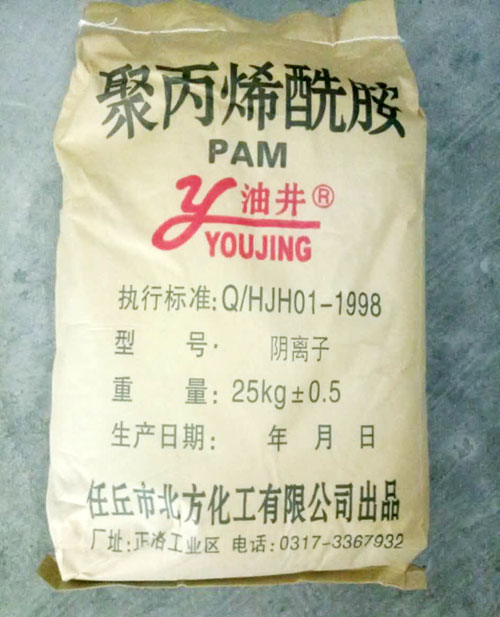 聚丙烯酰胺
PAM
油井®
YOUJING
执行标准:Q/HJH01-1998
型 号: 阴离子
重 量:25kg±0.5
生产日期: 年 月 日
任丘市北方化工有限公司出品
厂址:正洛工业区 电话:0317-3367932